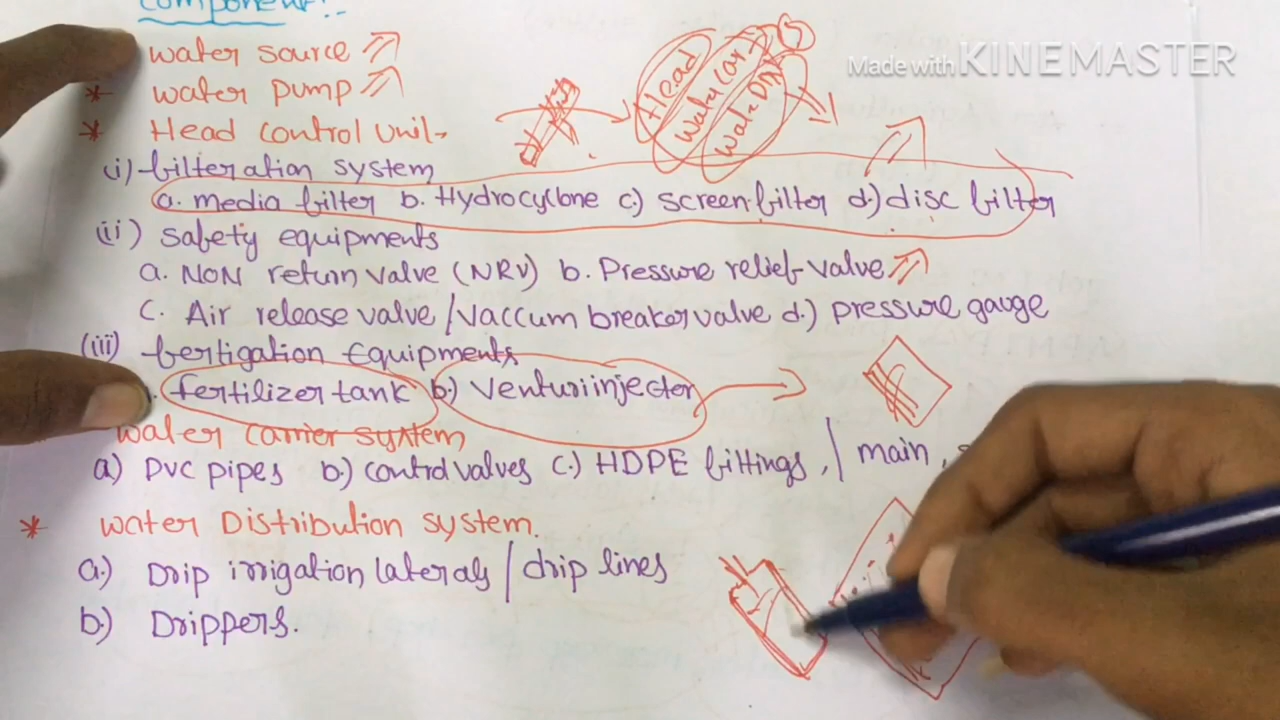 component:-
Made with KINEMASTER
water source
* water pump
* Head control Unit-
(i) filteration system
a. media filter b. Hydrocyclone c.) screen filter d.) disc filter
(ii) safety equipments
a. NON return valve (NRV) b. Pressure relief valve
C. Air release valve / Vaccum breaker valve d.) pressure gauge
(iii) fertigation Equipments
fertilizer tank b.) Venturi injector
water carrier system
a) PVC pipes b.) control valves c.) HDPE fittings, / main,
* water Distribution system.
a.) Drip irrigation laterals / drip lines
b.) Drippers.
Head
water car